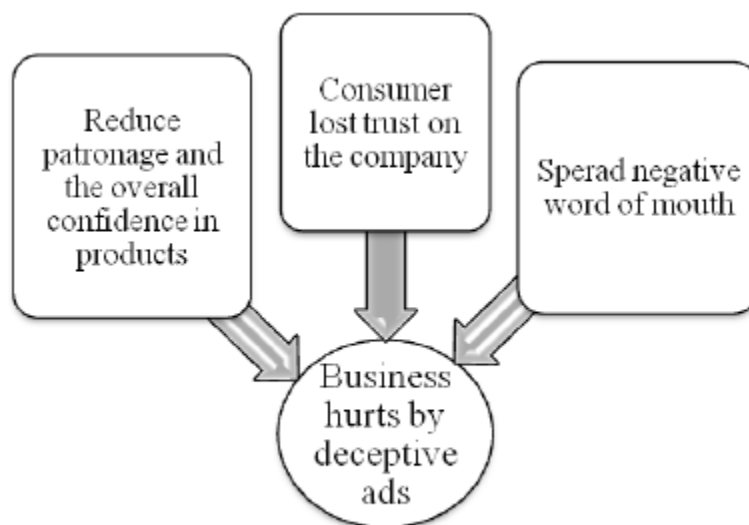 Reduce
patronage and
the overall
confidence in
products
Consumer
lost trust on
the company
Sperad negative
word of mouth
Business
hurts by
deceptive
ads